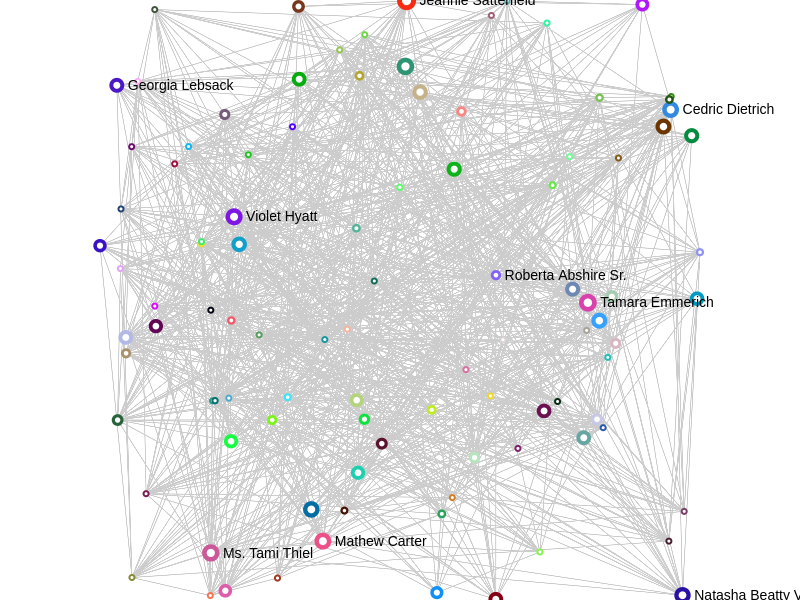 Jeannie Satterfield
Georgia Lebsack
Cedric Dietrich
Violet Hyatt
Roberta Abshire Sr.
Tamara Emmerich
Mathew Carter
Ms. Tami Thiel
Natasha Beatty V